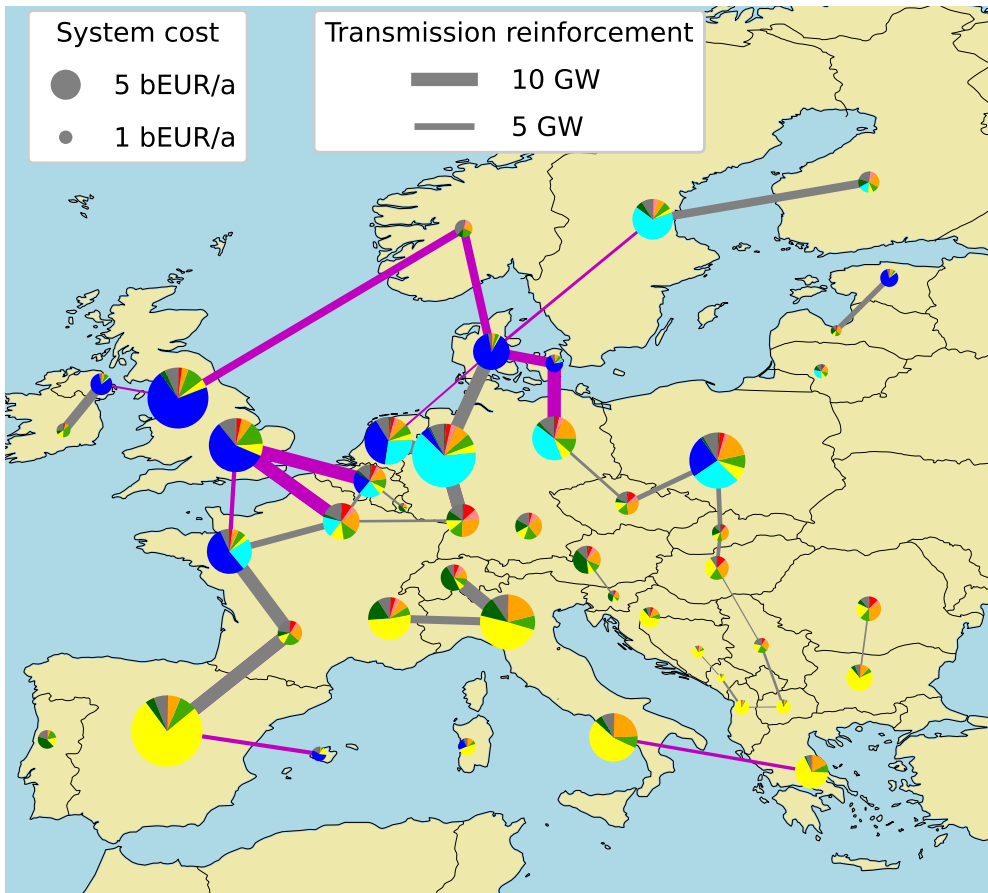 System cost
5 bEUR/a
1 bEUR/a
Transmission reinforcement
10 GW
5 GW